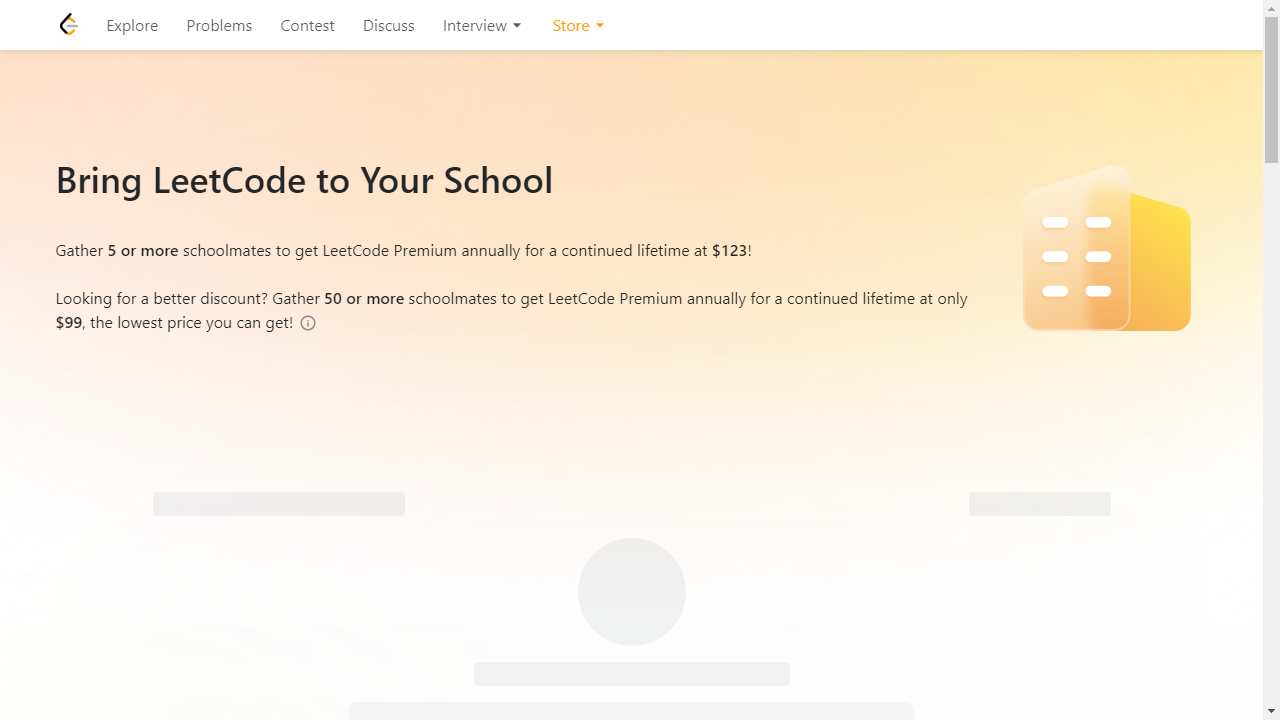 Explore Problems Contest Discuss Interview Store
Bring LeetCode to Your School
Gather 5 or more schoolmates to get LeetCode Premium annually for a continued lifetime at $123!
Looking for a better discount? Gather 50 or more schoolmates to get LeetCode Premium annually for a continued lifetime at only
$99, the lowest price you can get!